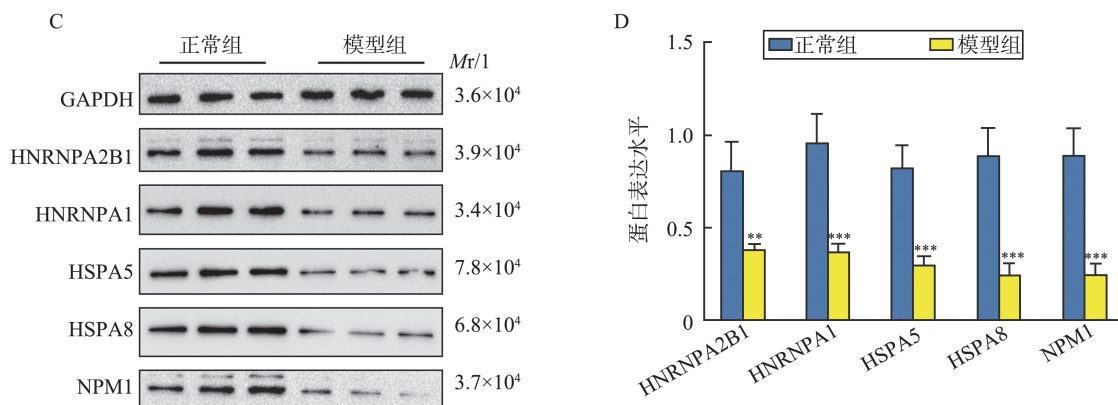 C
正常组 模型组
Mr/1
GAPDH 3.6×10⁴
HNRNPA2B1 3.9×10⁴
HNRNPA1 3.4×10⁴
HSPA5 7.8×10⁴
HSPA8 6.8×10⁴
NPM1 3.7×10⁴
D
正常组 模型组
蛋白表达水平
1.5
1.0
0.5
0
** *** *** *** ***
HNRNPA2B1 HNRNPA1 HSPA5 HSPA8 NPM1